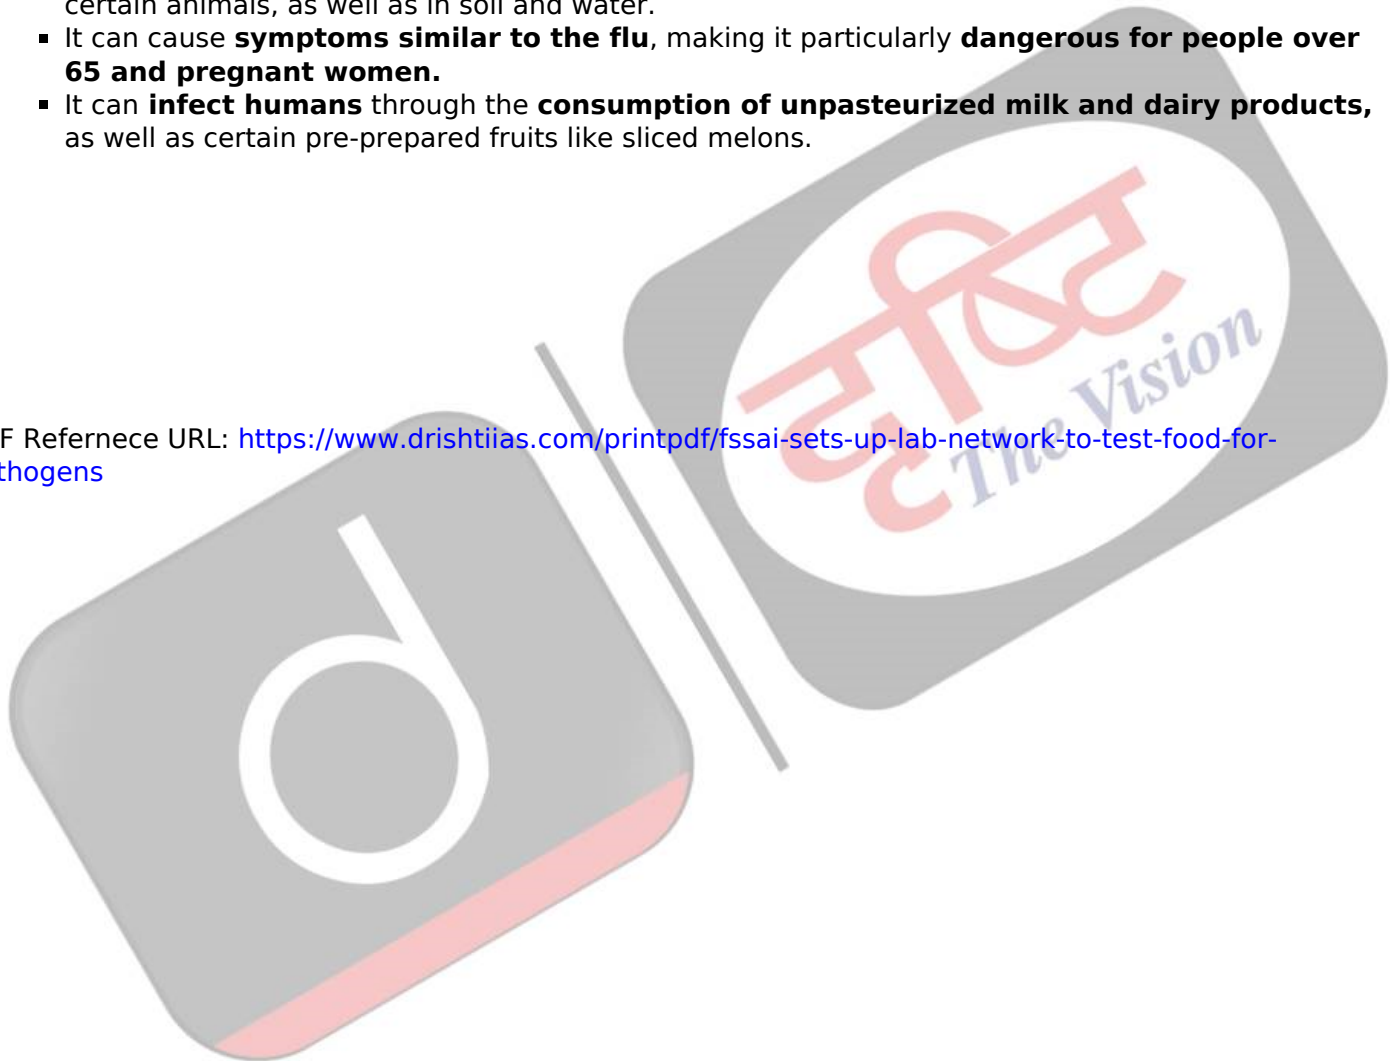 certain animals, as well as in soil and water.
▪ It can cause symptoms similar to the flu, making it particularly dangerous for people over
65 and pregnant women.
▪ It can infect humans through the consumption of unpasteurized milk and dairy products,
as well as certain pre-prepared fruits like sliced melons.
दृष्टि
The Vision
F Refernece URL: https://www.drishtiias.com/printpdf/fssai-sets-up-lab-network-to-test-food-for-
thogens
d